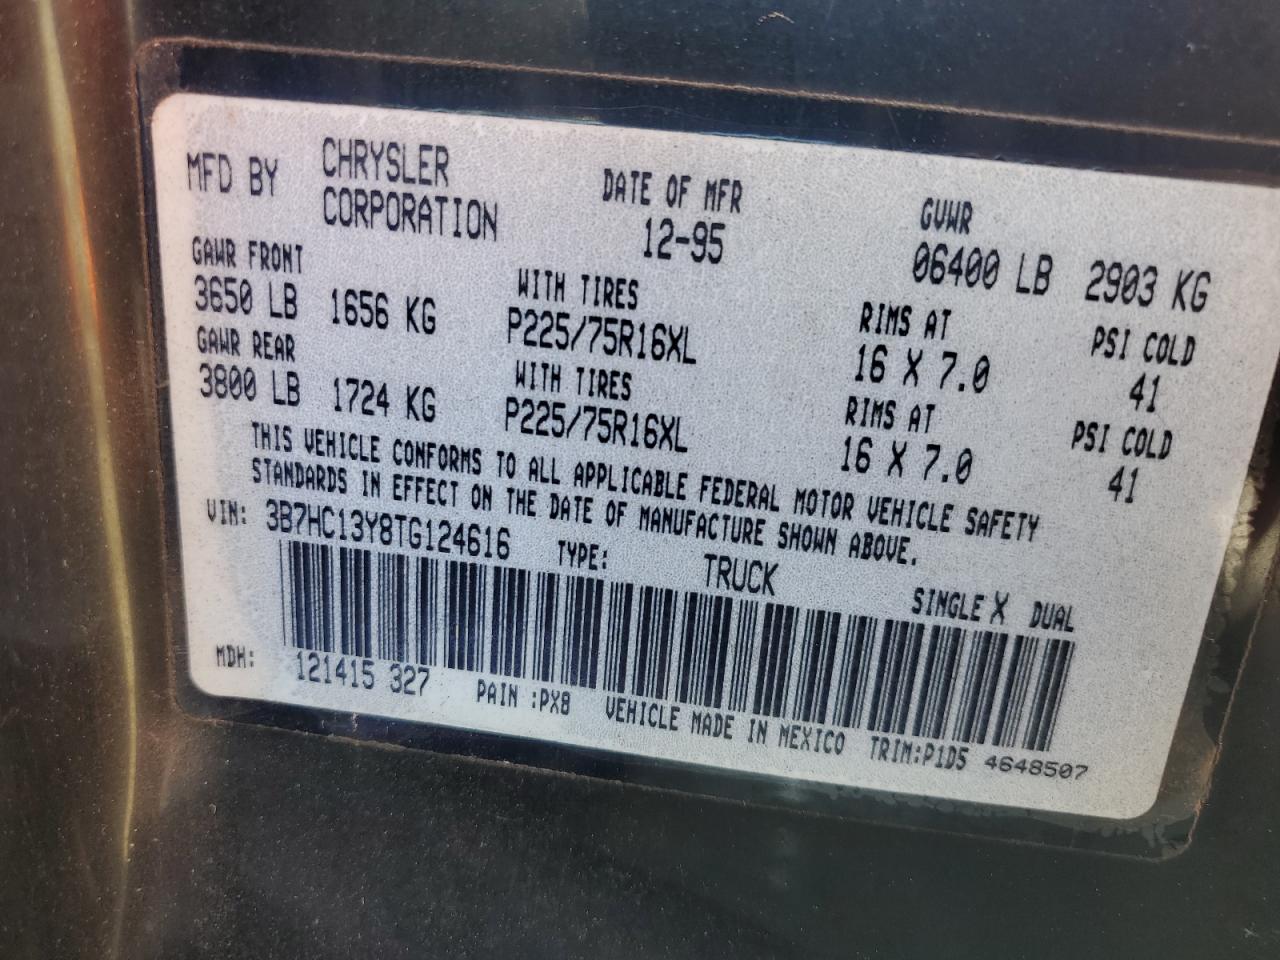 MFD BY CHRYSLER CORPORATION DATE OF MFR 12-95 GVWR 06400 LB 2903 KG
GAWR FRONT
3650 LB 1656 KG WITH TIRES P225/75R16XL RIMS AT 16 X 7.0 PSI COLD 41
GAWR REAR
3800 LB 1724 KG WITH TIRES P225/75R16XL RIMS AT 16 X 7.0 PSI COLD 41
THIS VEHICLE CONFORMS TO ALL APPLICABLE FEDERAL MOTOR VEHICLE SAFETY
STANDARDS IN EFFECT ON THE DATE OF MANUFACTURE SHOWN ABOVE.
VIN: 3B7HC13Y8TG124616 TYPE: TRUCK SINGLE X DUAL
MDH: 121415 327 PAIN :PX8 VEHICLE MADE IN MEXICO TRIM:P1D5 4648507